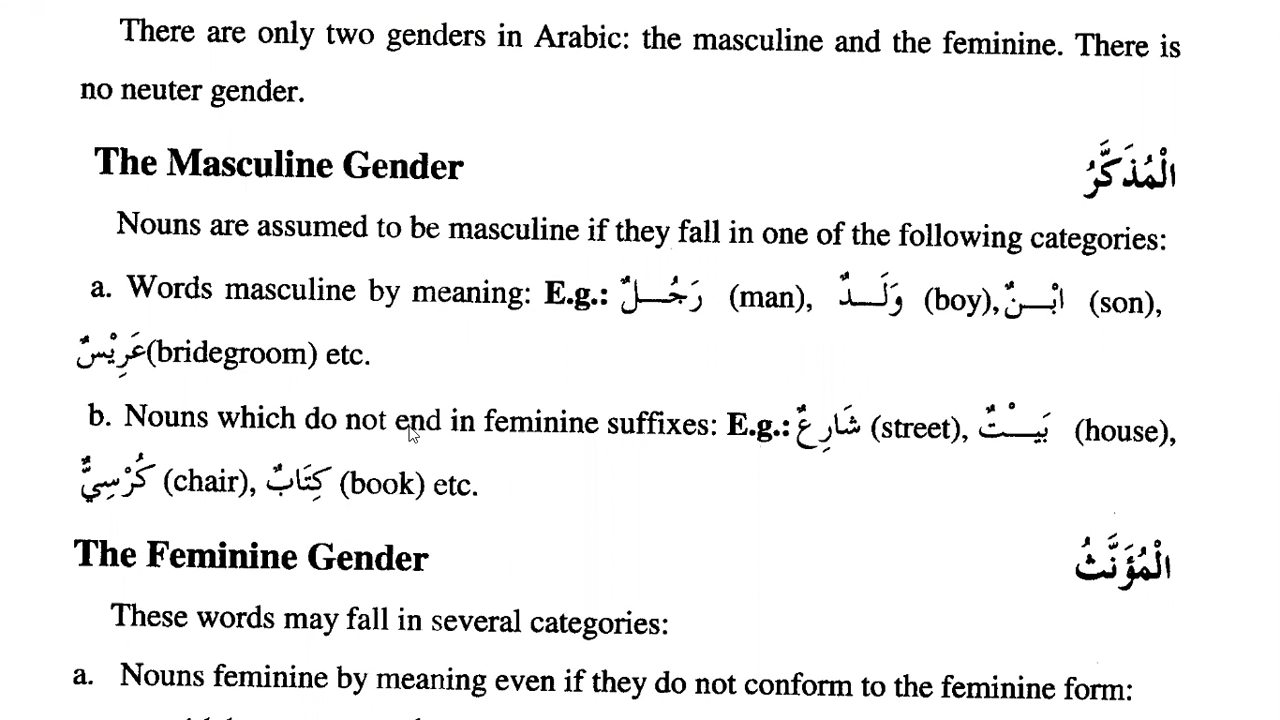 There are only two genders in Arabic: the masculine and the feminine. There is
no neuter gender.
The Masculine Gender الْمُذَكَّرُ
Nouns are assumed to be masculine if they fall in one of the following categories:
a. Words masculine by meaning: E.g.: رَجُـــلٌ (man), وَلَـــدٌ (boy), ابْـــنٌ (son),
عَرِيْسٌ (bridegroom) etc.
b. Nouns which do not end in feminine suffixes: E.g.: شَارِعٌ (street), بَيْـــتٌ (house),
كُرْسِيٌّ (chair), كِتَابٌ (book) etc.
The Feminine Gender الْمُؤَنَّثُ
These words may fall in several categories:
a. Nouns feminine by meaning even if they do not conform to the feminine form: